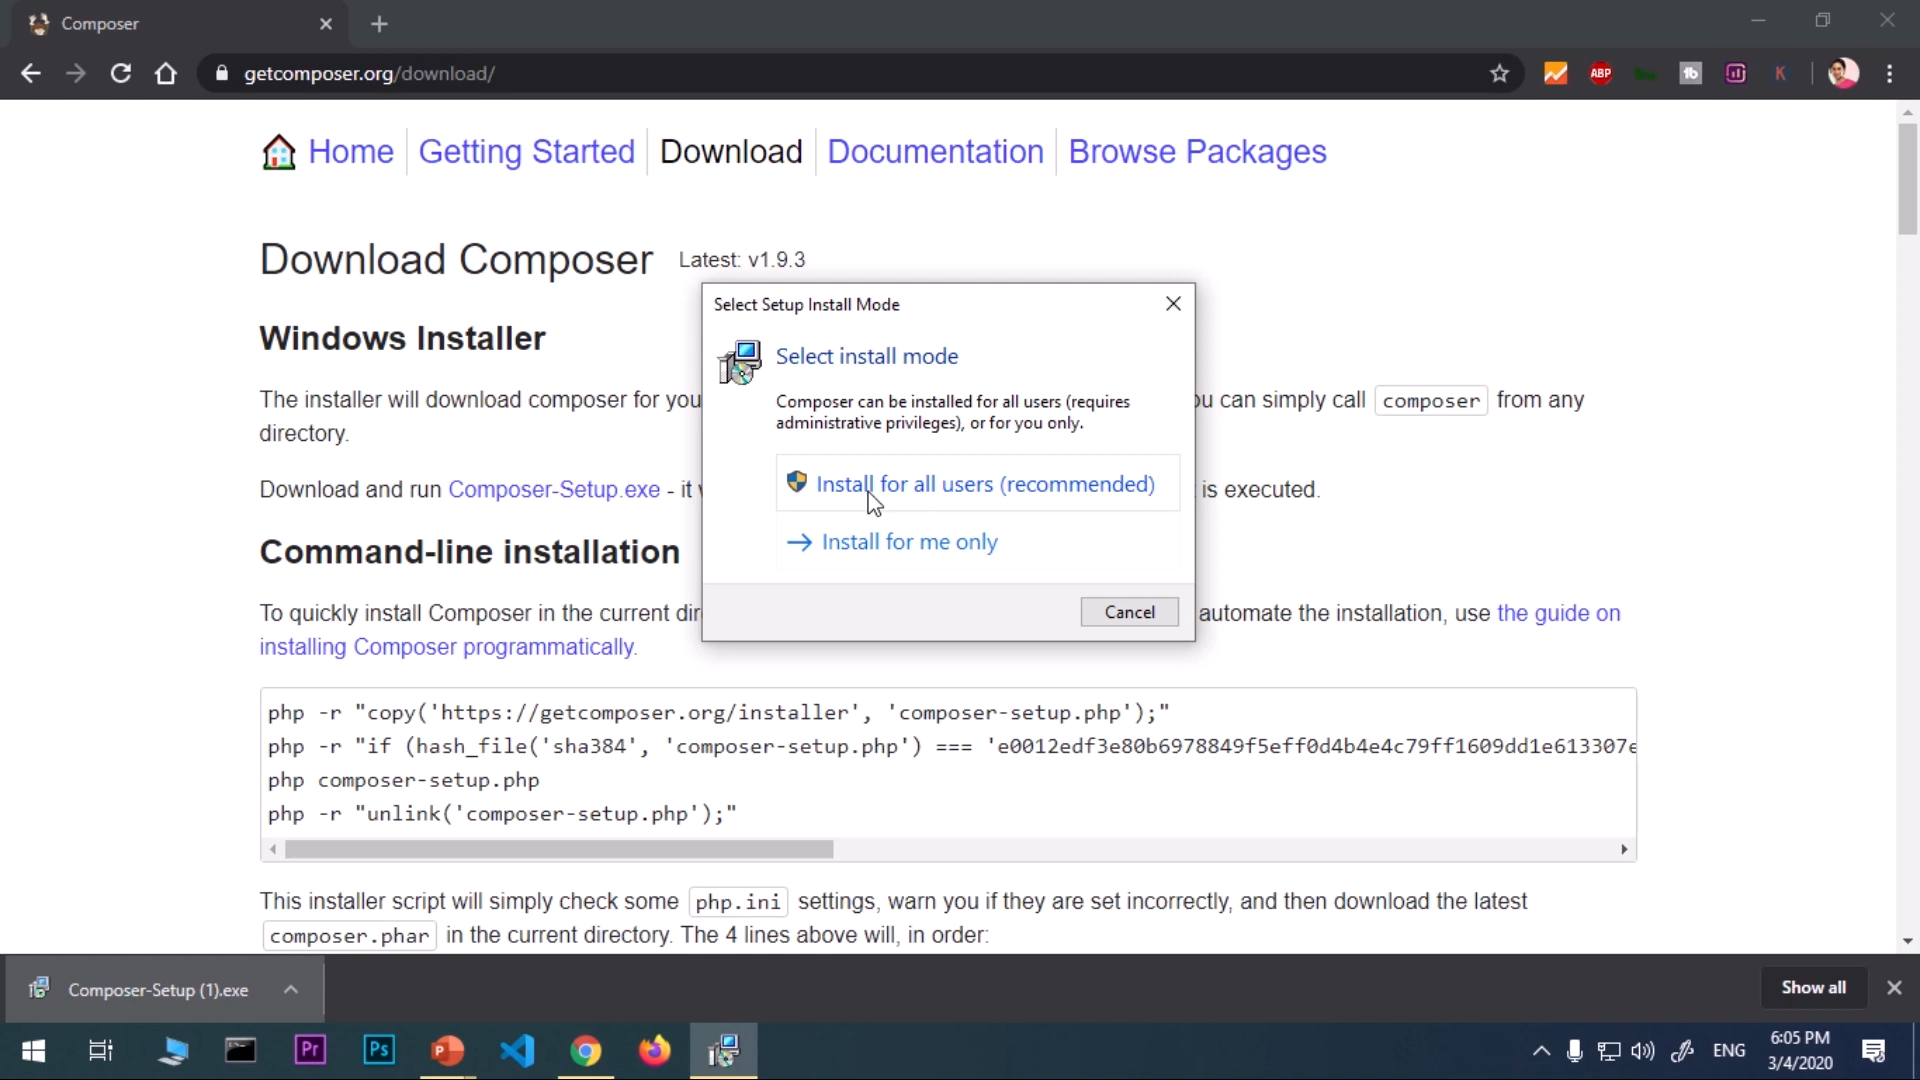 Composer
getcomposer.org/download/
ABP
K
Home
Getting Started
Download
Documentation
Browse Packages
Download Composer
Latest: v1.9.3
Select Setup Install Mode
Windows Installer
Select install mode
The installer will download composer for you
Composer can be installed for all users (requires
administrative privileges), or for you only.
can simply call composer from any
directory.
Install for all users (recommended)
Download and run Composer-Setup.exe - it
is executed.
Install for me only
Command-line installation
Cancel
To quickly install Composer in the current
automate the installation, use the guide on
installing Composer programmatically.
php -r "copy('https://getcomposer.org/installer', 'composer-setup.php');"
php -r "if (hash_file('sha384', 'composer-setup.php') === 'e0012edf3e80b6978849f5eff0d4b4e4c79ff1609dd1e613307e
php composer-setup.php
php -r "unlink('composer-setup.php');"
This installer script will simply check some php.ini settings, warn you if they are set incorrectly, and then download the latest
composer.phar in the current directory. The 4 lines above will, in order:
Composer-Setup (1).exe
Show all
Pr
Ps
ENG
6:05 PM
3/4/2020